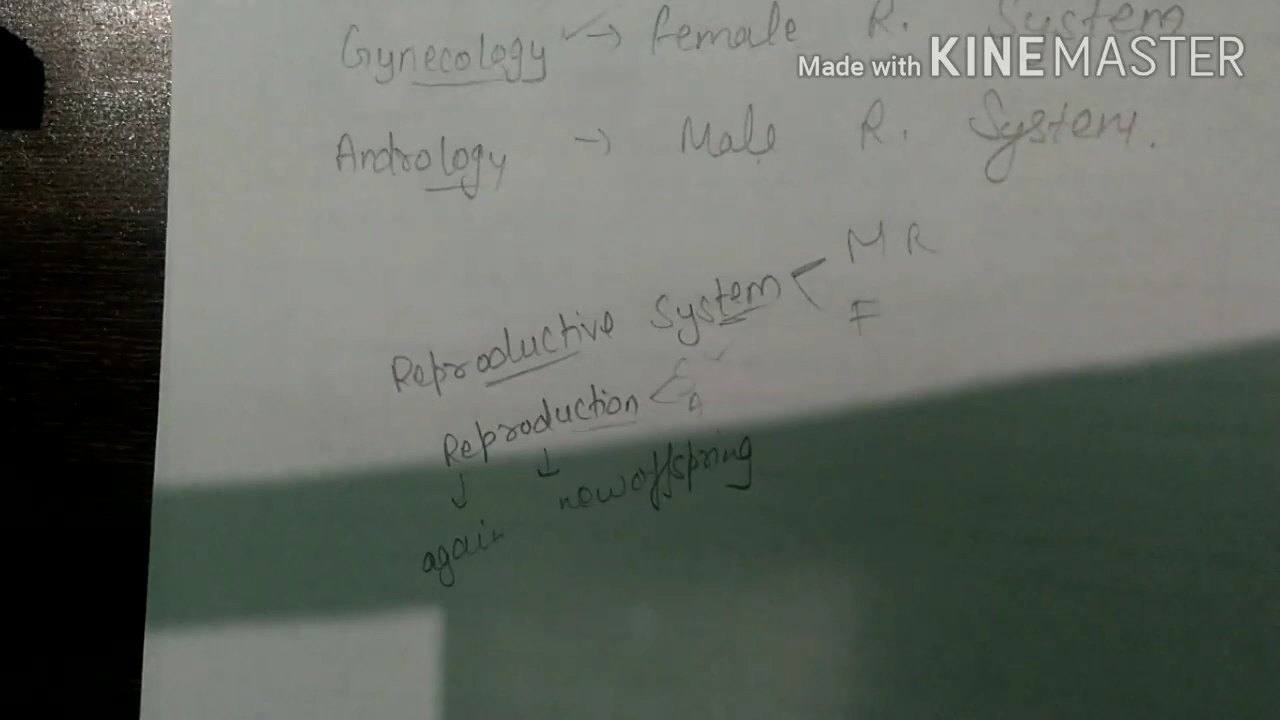 Gynecology → Female R. System
Made with KINEMASTER
Andrology → Male R. System.
Reproductive System < M R
F
Reproduction <
A
↓ ↓
new offspring
again